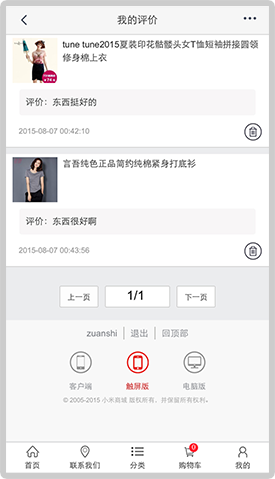 我的评价
tune tune2015夏装印花骷髅头女T恤短袖拼接圆领
修身棉上衣
评价：东西挺好的
2015-08-07 00:42:10
言吾纯色正品简约纯棉紧身打底衫
评价：东西很好啊
2015-08-07 00:43:56
上一页 1/1 下一页
zuanshi 退出 回顶部
客户端 触屏版 电脑版
© 2005-2015 小米商城 版权所有，并保留所有权利。
0
首页 联系我们 分类 购物车 我的